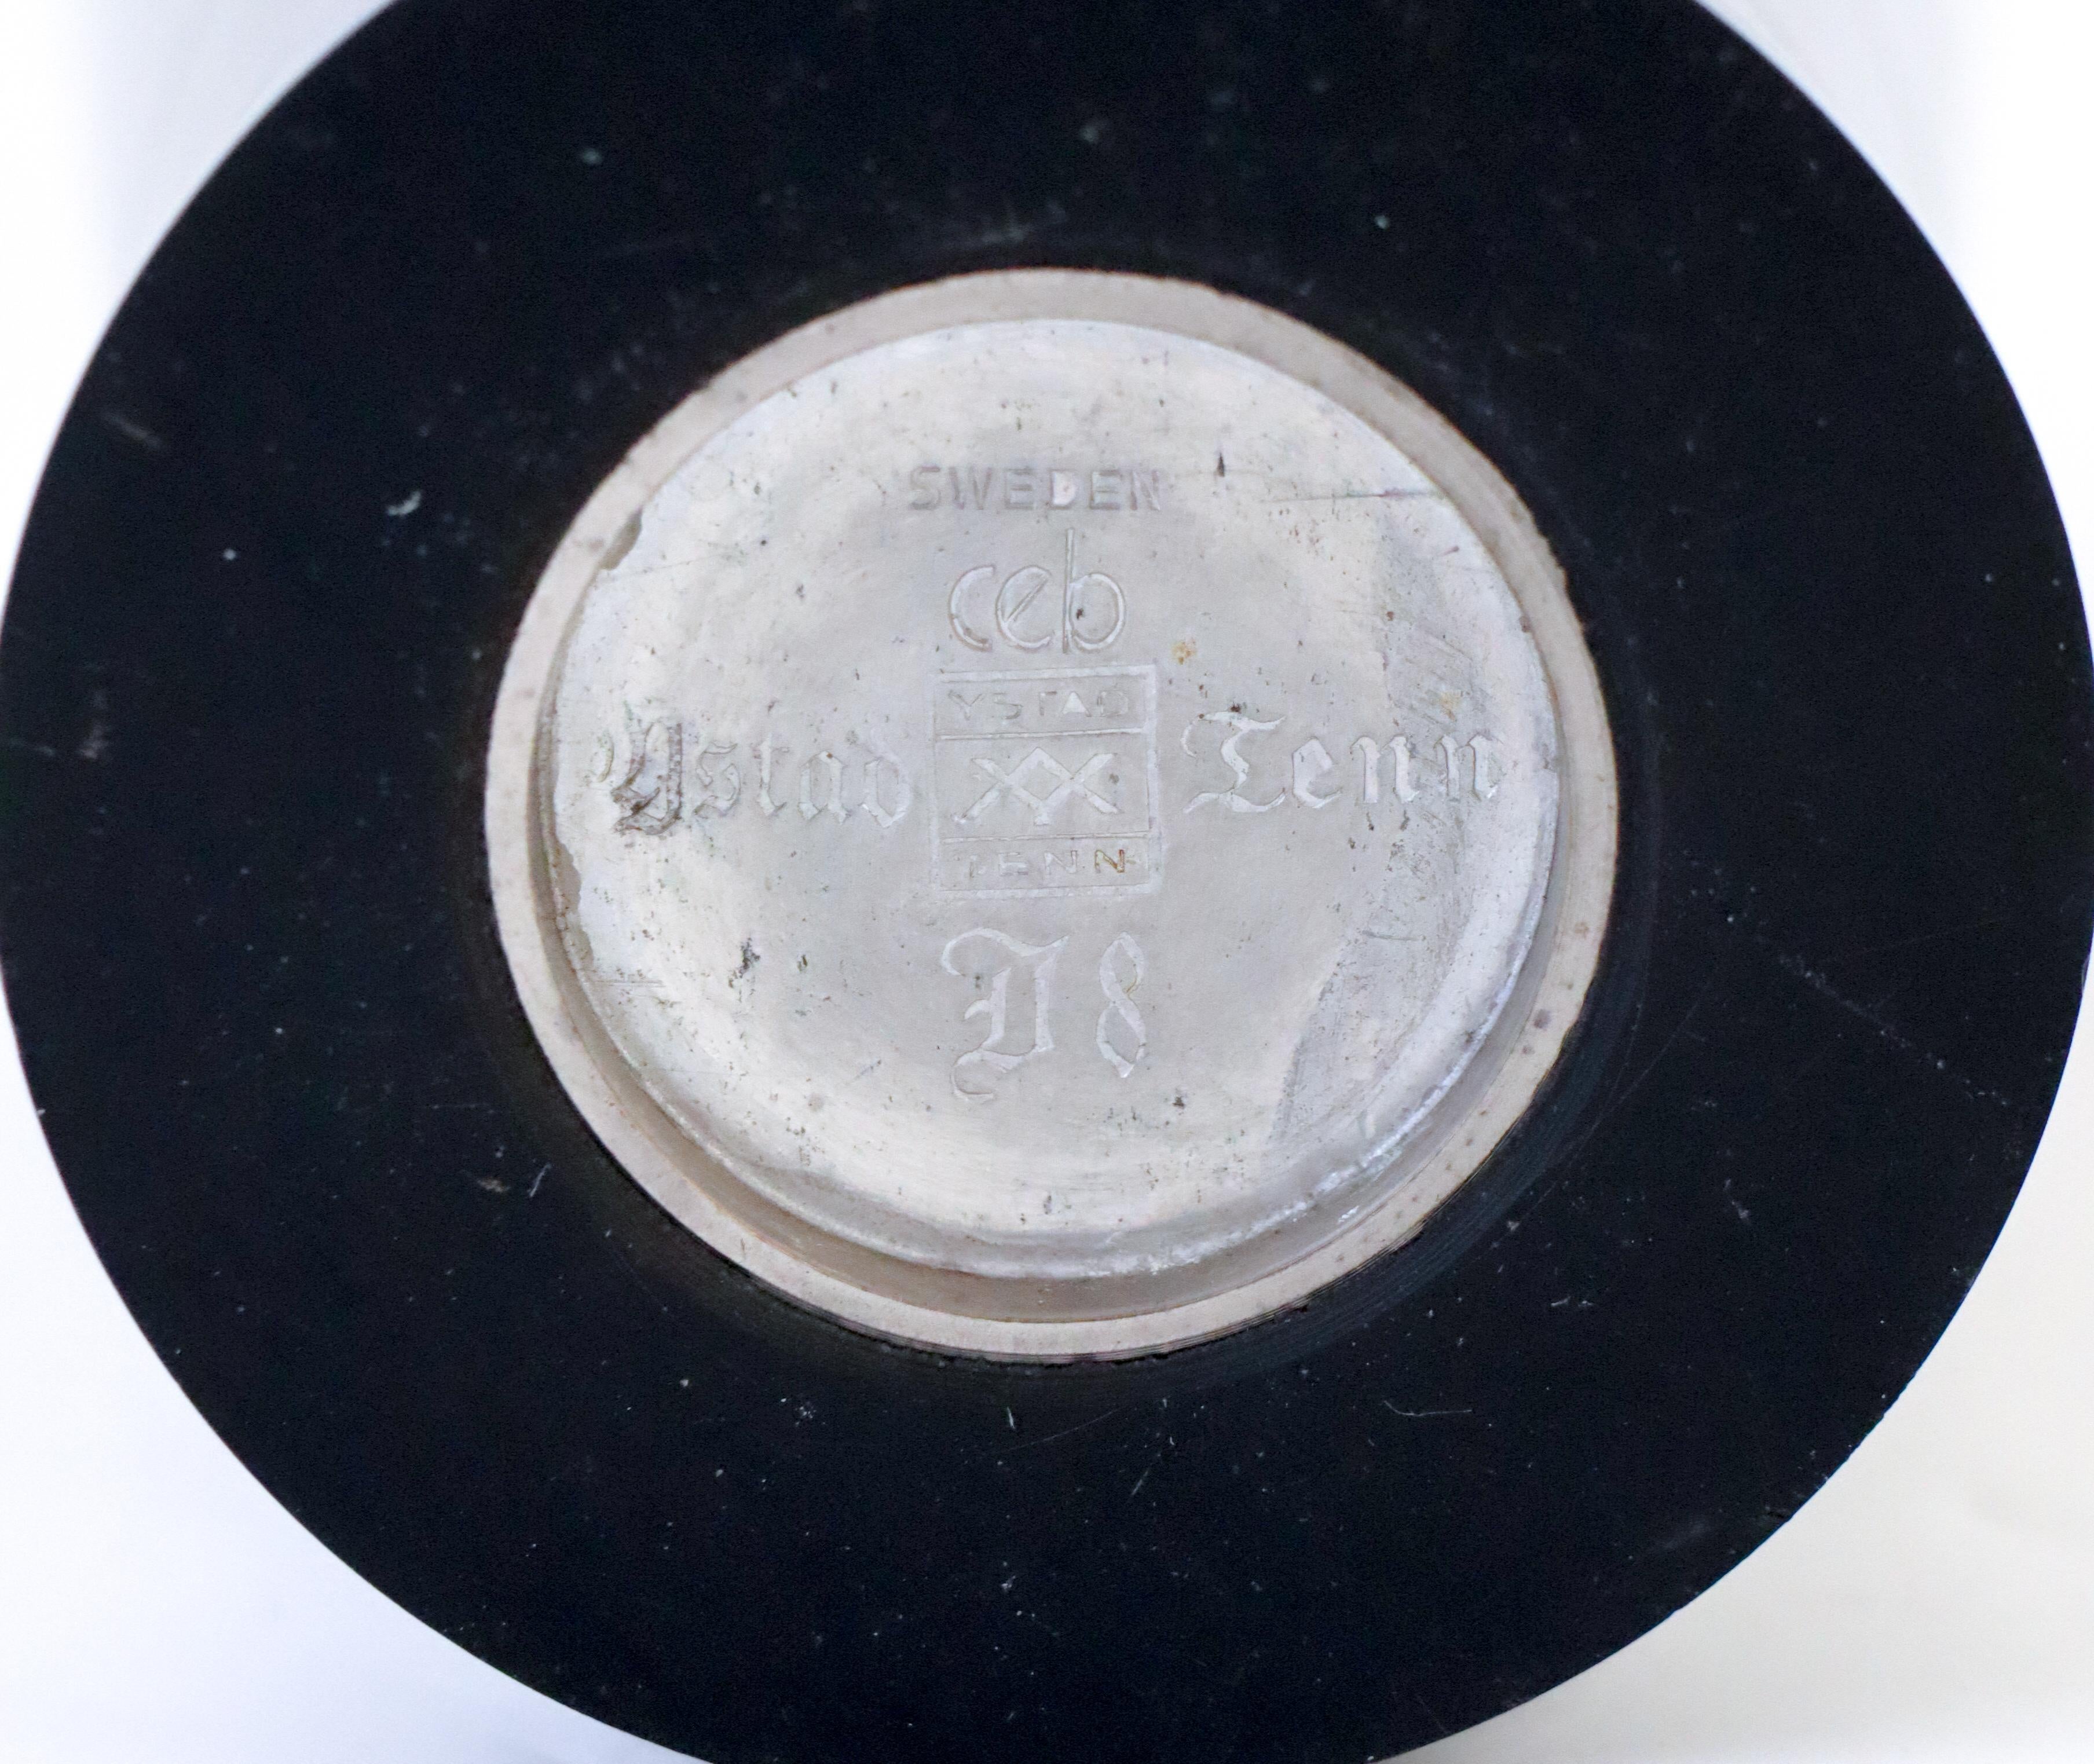 SWEDEN
ceb
YSTAD
Ystad Tenn
TENN
D8